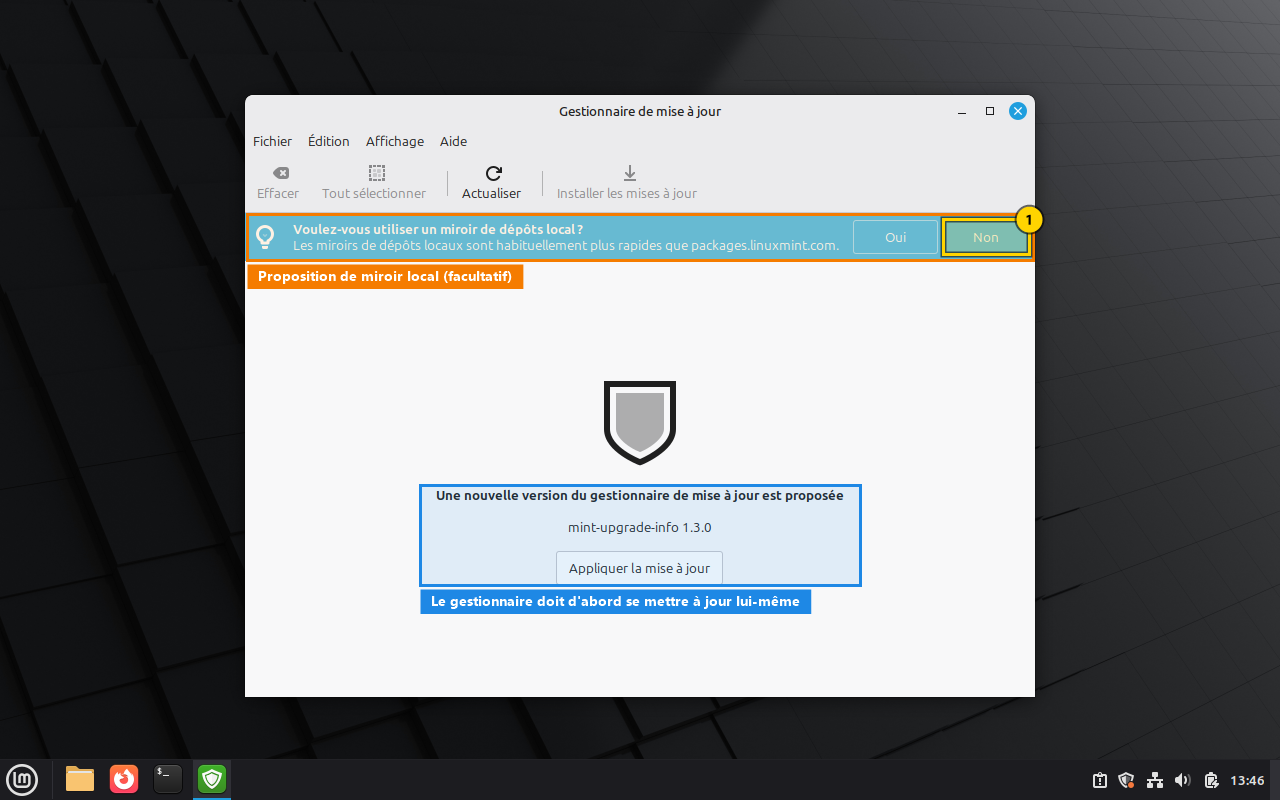 Gestionnaire de mise à jour
Fichier Édition Affichage Aide
Effacer Tout sélectionner Actualiser Installer les mises à jour
1
Voulez-vous utiliser un miroir de dépôts local ?
Les miroirs de dépôts locaux sont habituellement plus rapides que packages.linuxmint.com.
Oui Non
Proposition de miroir local (facultatif)
Une nouvelle version du gestionnaire de mise à jour est proposée
mint-upgrade-info 1.3.0
Appliquer la mise à jour
Le gestionnaire doit d'abord se mettre à jour lui-même
$_
13:46